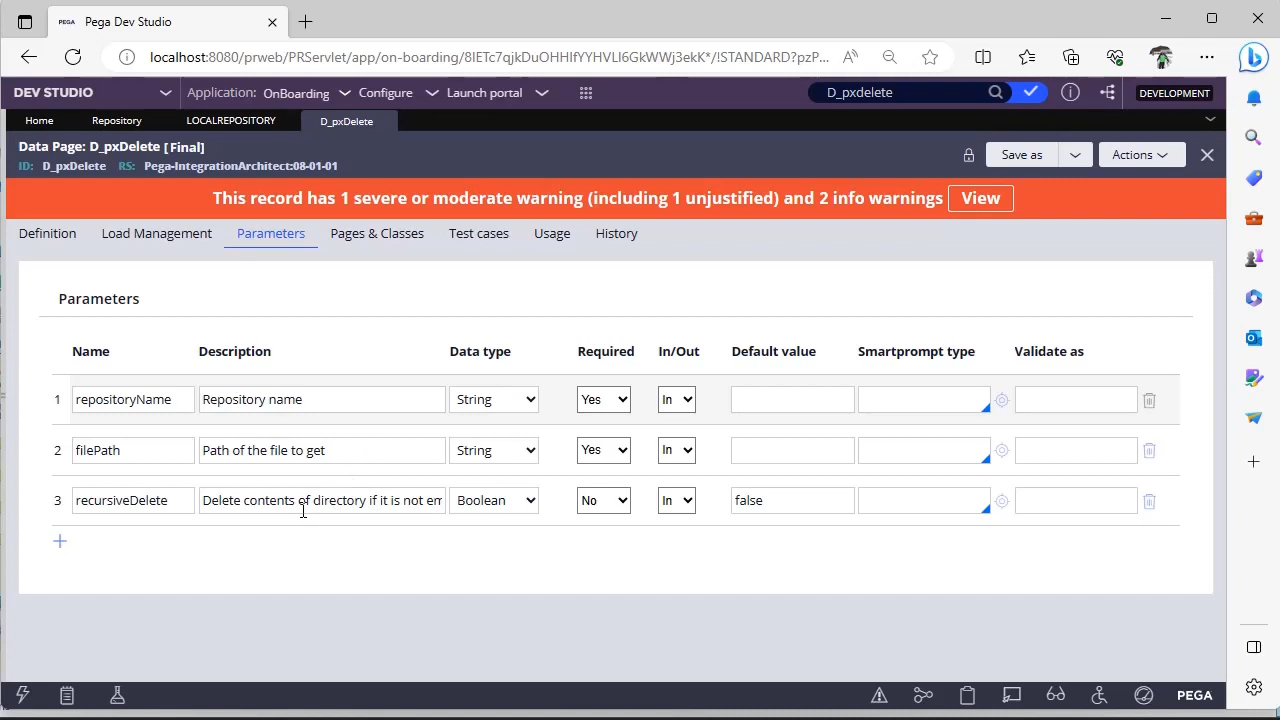 PEGA Pega Dev Studio
localhost:8080/prweb/PRServlet/app/on-boarding/
DEV STUDIO Application: OnBoarding Configure Launch portal D_pxdelete DEVELOPMENT
Home Repository LOCALREPOSITORY D_pxDelete
Data Page: D_pxDelete [Final]
ID: D_pxDelete RS: Pega-IntegrationArchitect:08-01-01
Save as Actions
This record has 1 severe or moderate warning (including 1 unjustified) and 2 info warnings View
Definition Load Management Parameters Pages & Classes Test cases Usage History
Parameters
Name Description Data type Required In/Out Default value Smartprompt type Validate as
1 repositoryName Repository name String Yes In
2 filePath Path of the file to get String Yes In
3 recursiveDelete Delete contents of directory if it is not em Boolean No In false
PEGA